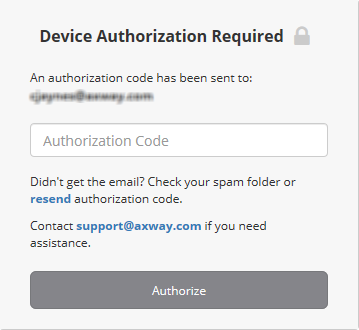 Device Authorization Required
An authorization code has been sent to:
Authorization Code
Didn't get the email? Check your spam folder or
resend authorization code.
Contact support@axway.com if you need
assistance.
Authorize